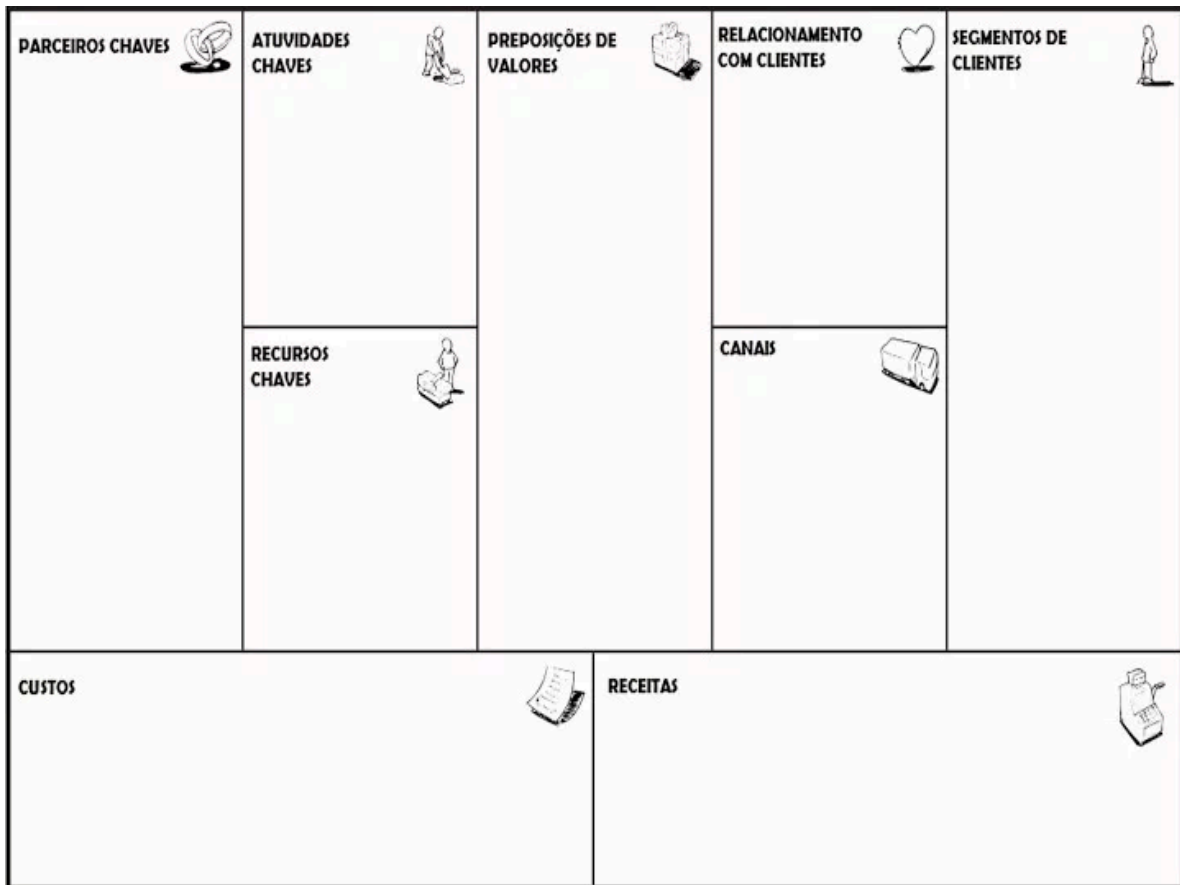 PARCEIROS CHAVES
ATUVIDADES
CHAVES
PREPOSIÇÕES DE
VALORES
RELACIONAMENTO
COM CLIENTES
SEGMENTOS DE
CLIENTES
RECURSOS
CHAVES
CANAIS
CUSTOS
RECEITAS